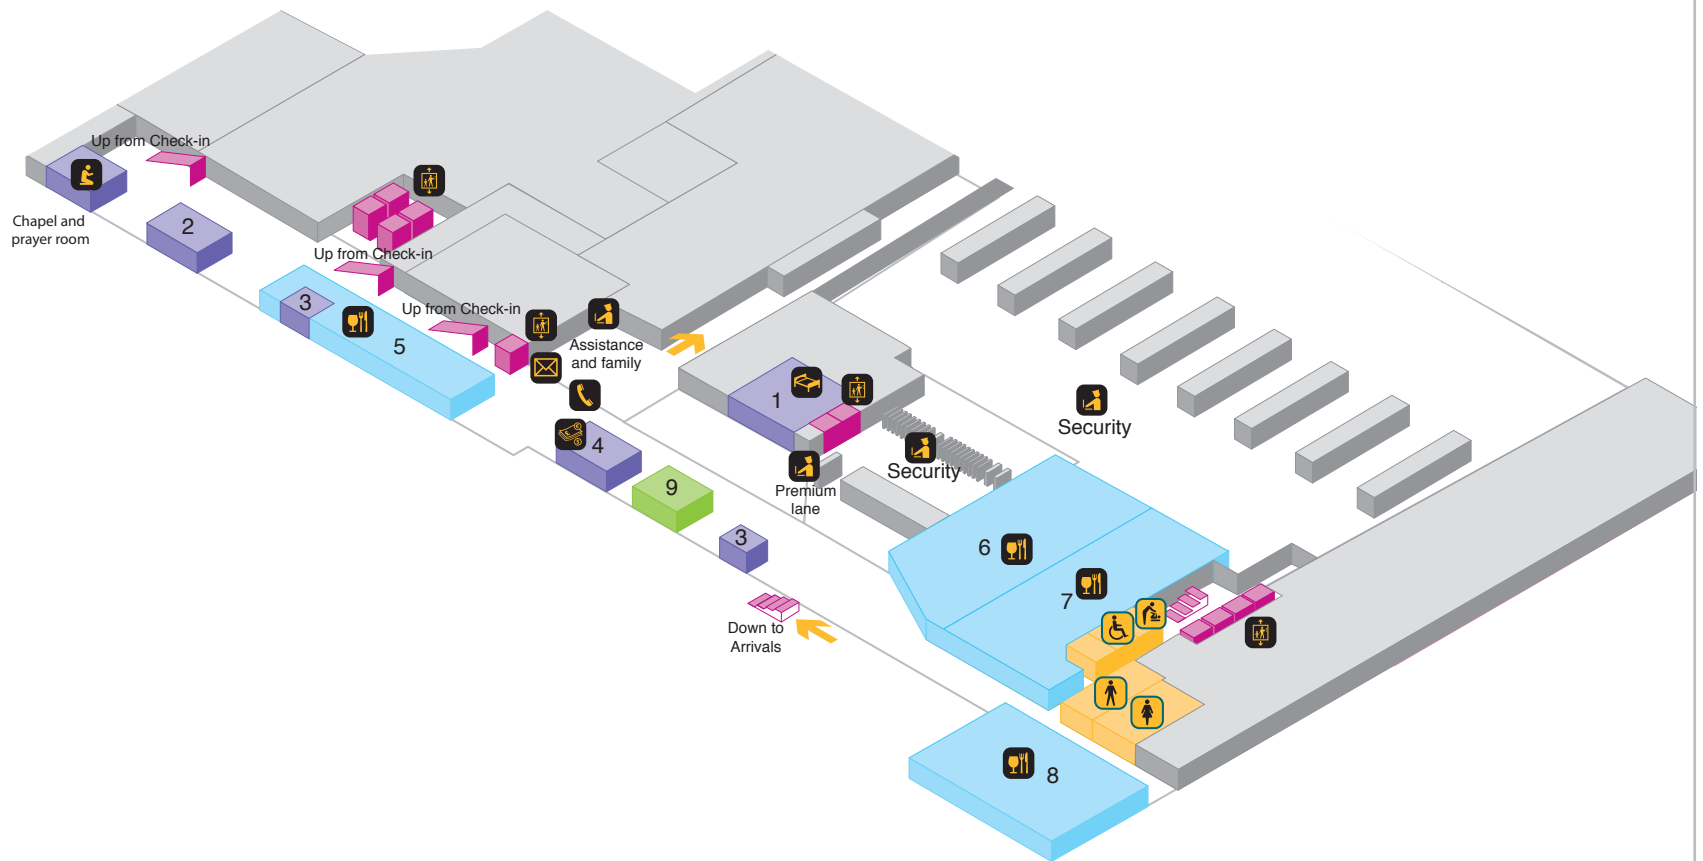 Up from Check-in
Chapel and
prayer room
2
Up from Check-in
3
Up from Check-in
5
Assistance
and family
1
4
Security
Security
9
Premium
lane
3
6
7
Down to
Arrivals
8